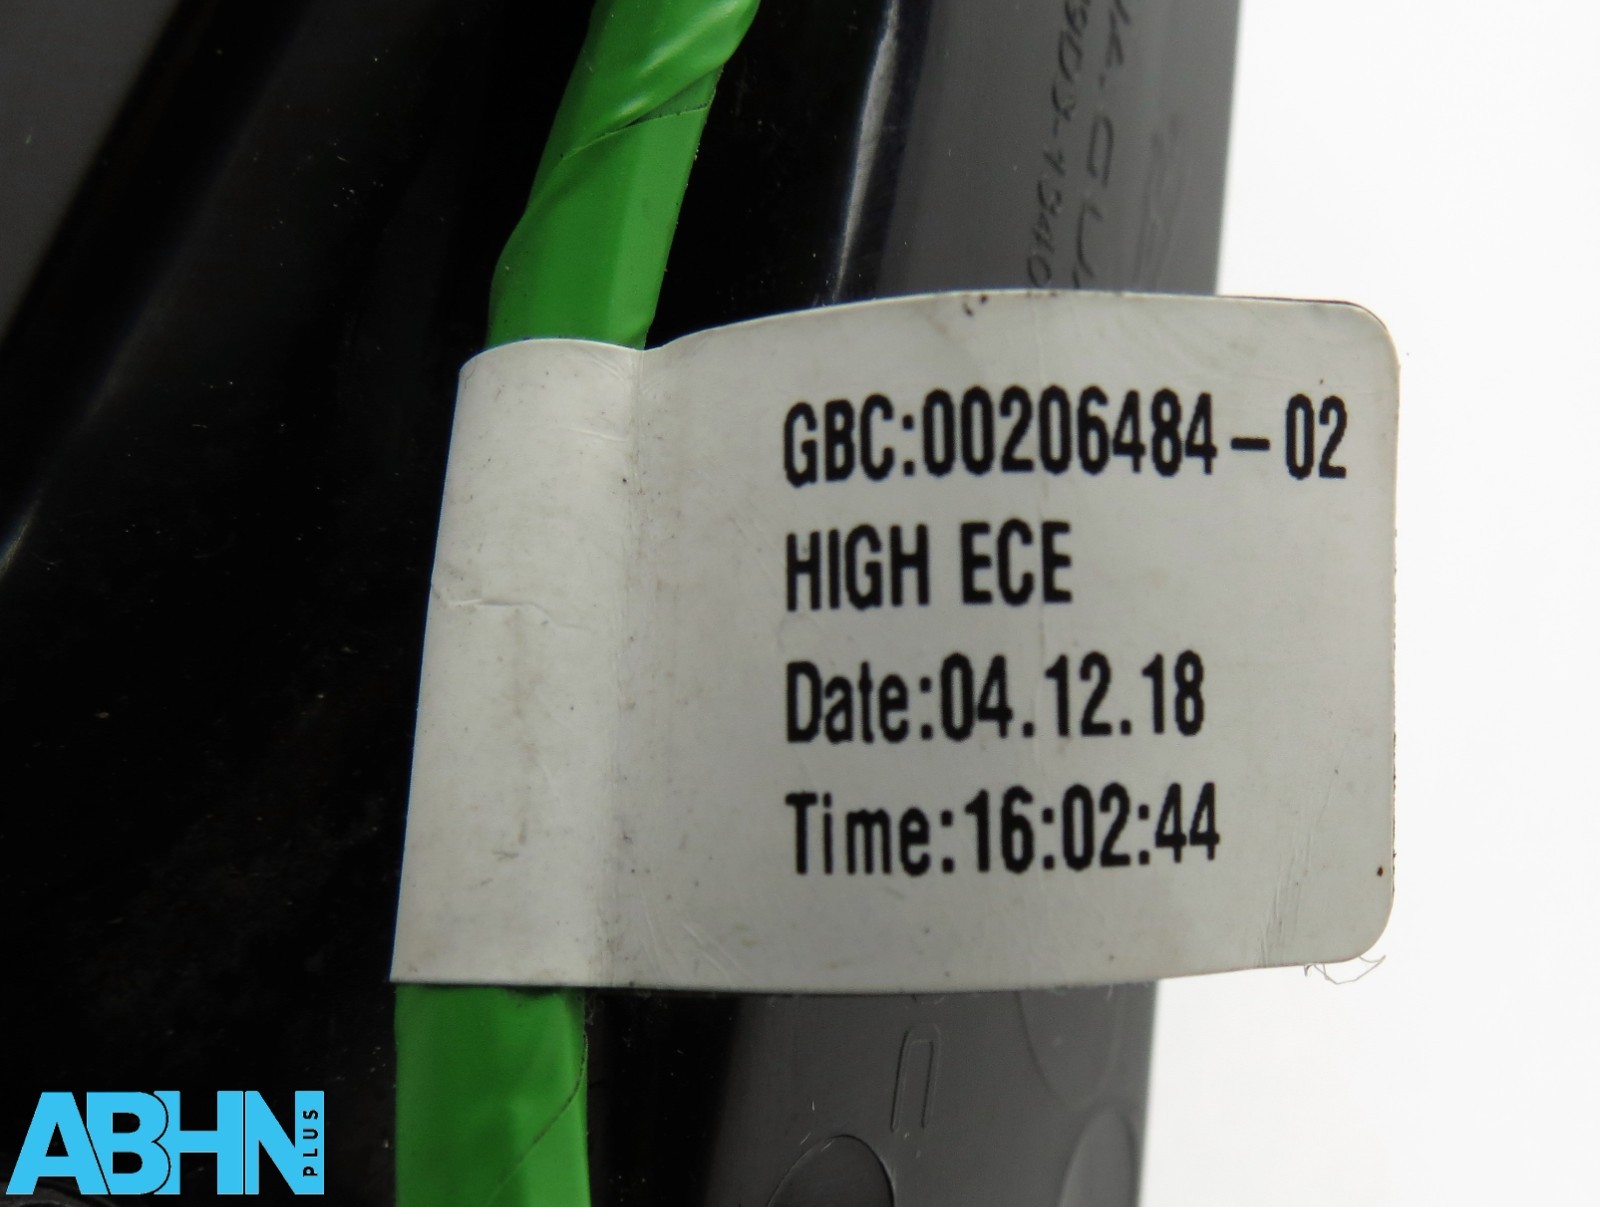 GBC:00206484-02
HIGH ECE
Date:04.12.18
Time:16:02:44
ABHN PLUS